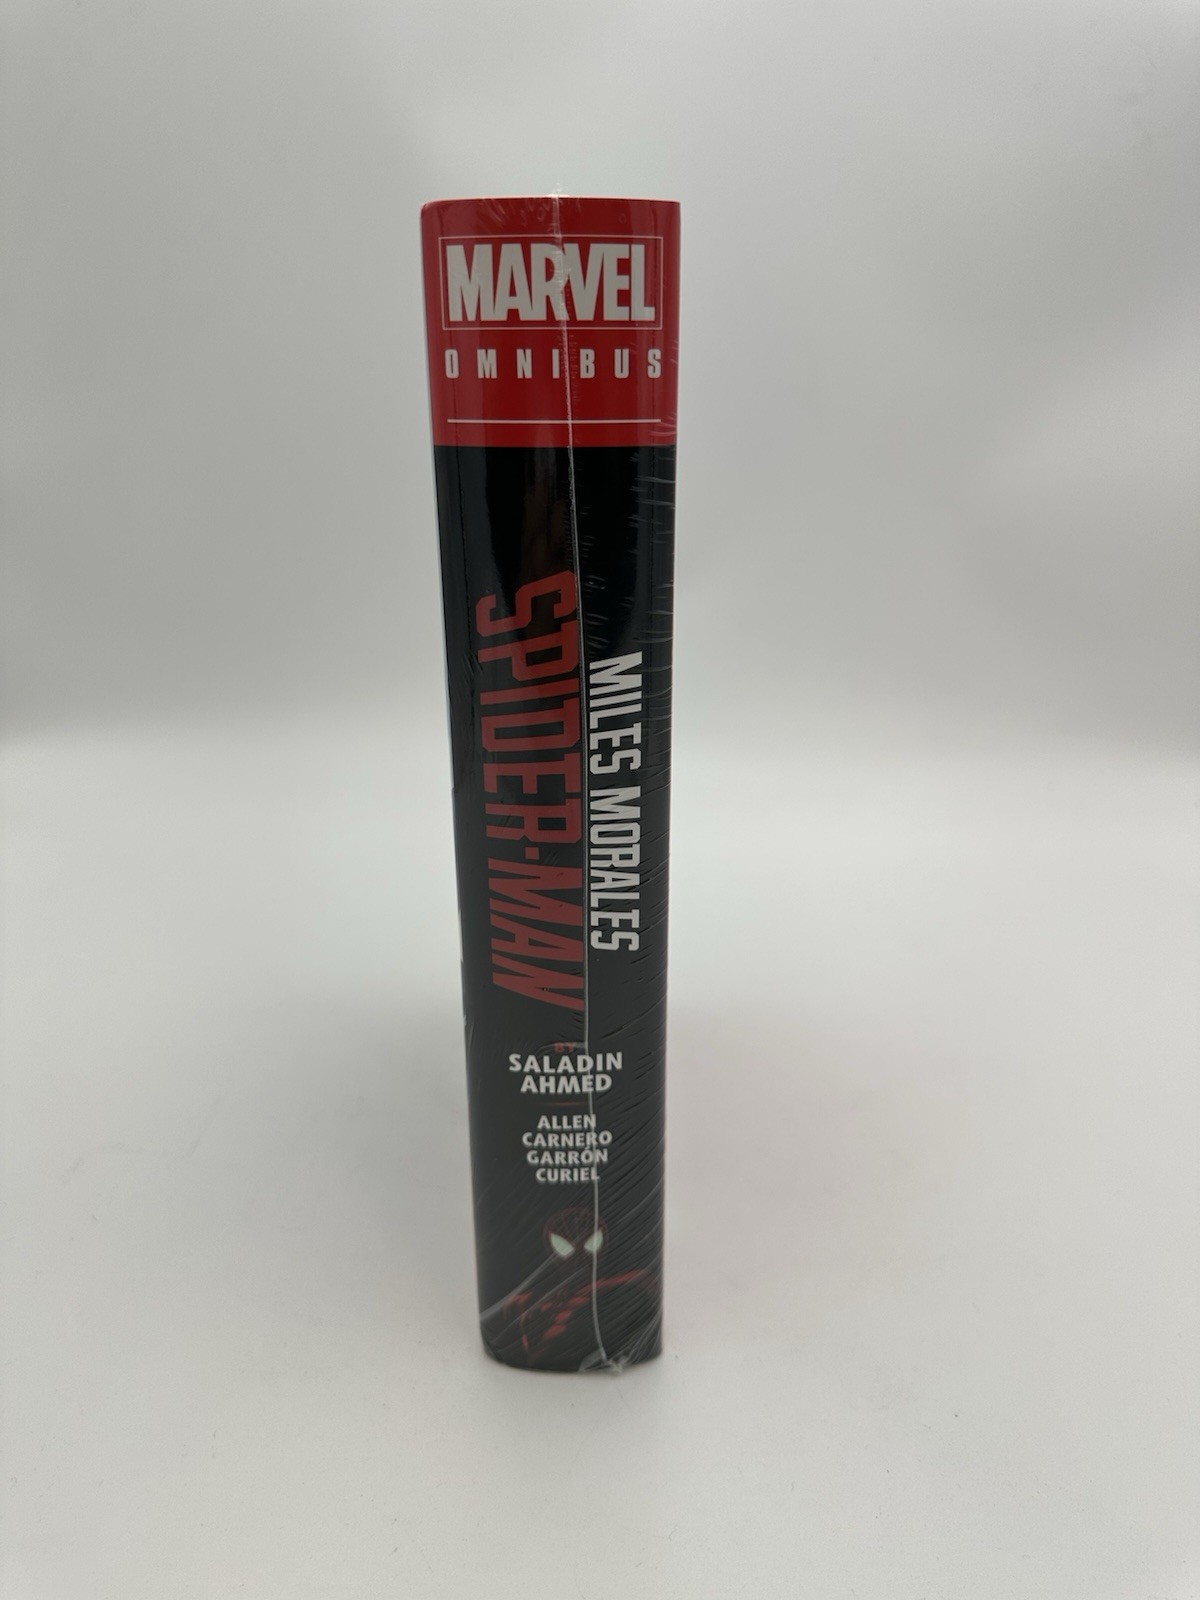 MARVEL
OMNIBUS
MILES MORALES
SPIDER-MAN
BY
SALADIN
AHMED
ALLEN
CARNERO
GARRÓN
CURIEL